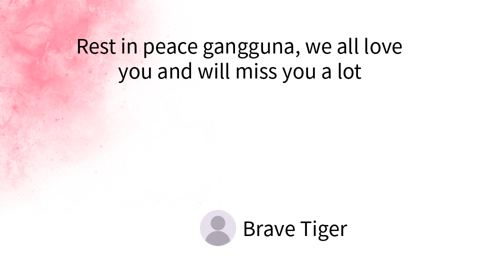 Rest in peace gangguna, we all love
you and will miss you a lot
Brave Tiger